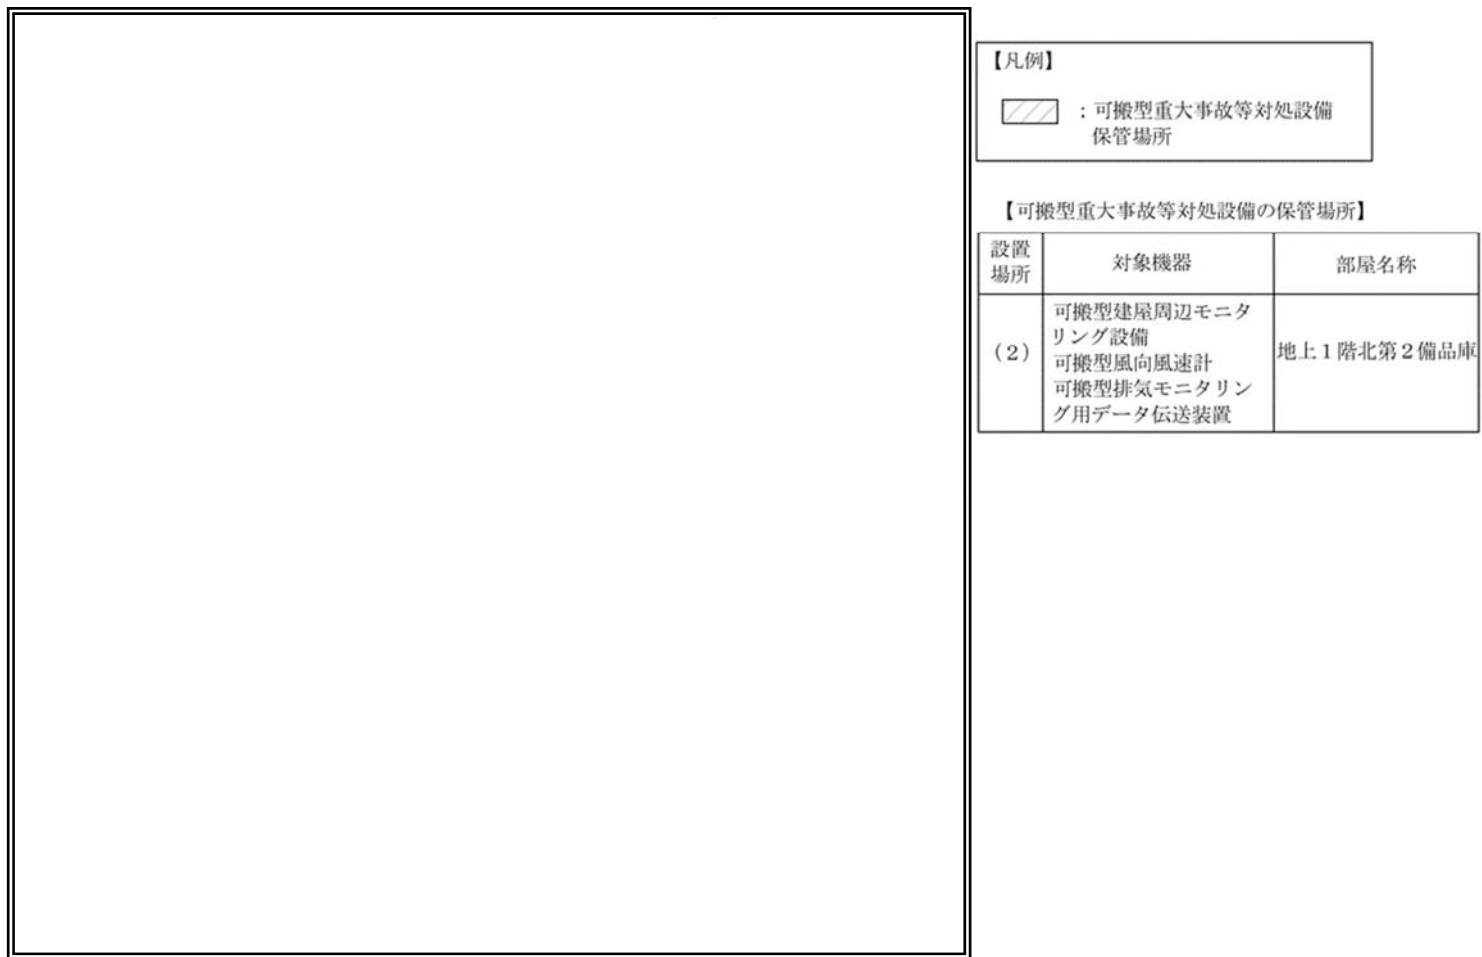 【凡例】
：可搬型重大事故等対処設備
保管場所
【可搬型重大事故等対処設備の保管場所】
設置
場所
対象機器
部屋名称
（２）
可搬型建屋周辺モニタ
リング設備
可搬型風向風速計
可搬型排気モニタリン
グ用データ伝送装置
地上１階北第２備品庫